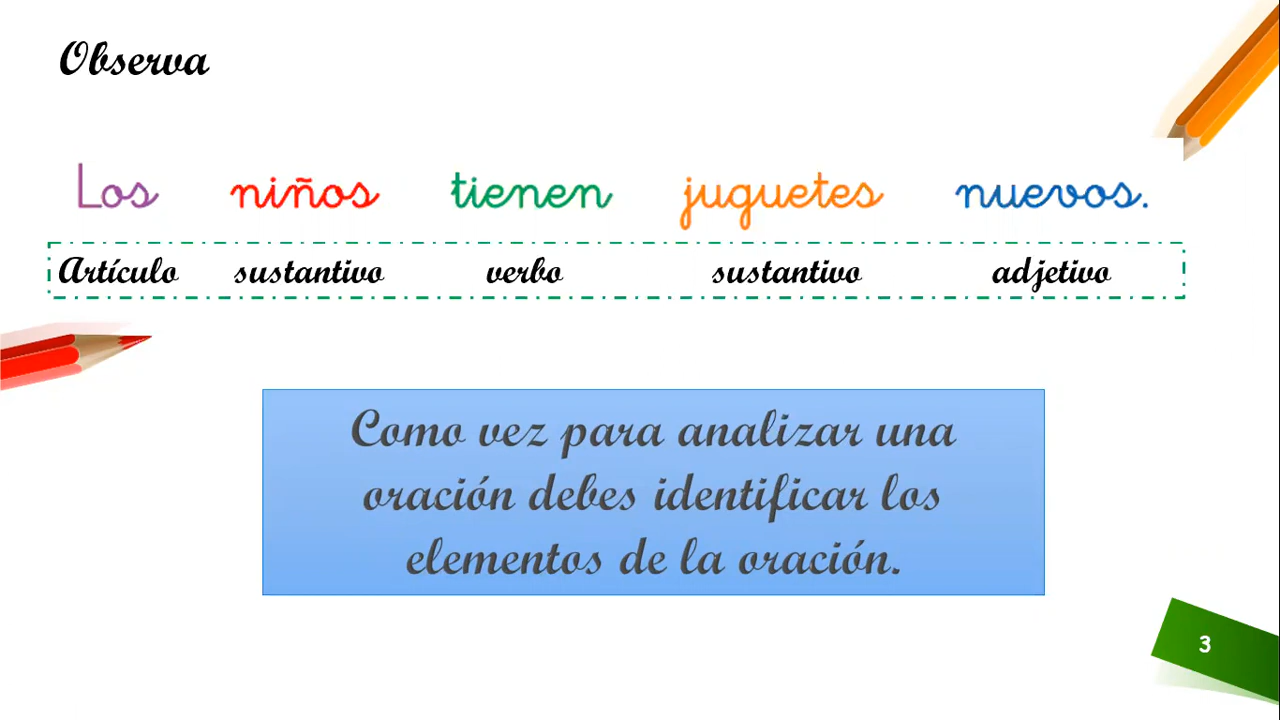 Observa
Los niños tienen juguetes nuevos.
Artículo sustantivo verbo sustantivo adjetivo
Como vez para analizar una
oración debes identificar los
elementos de la oración.
3